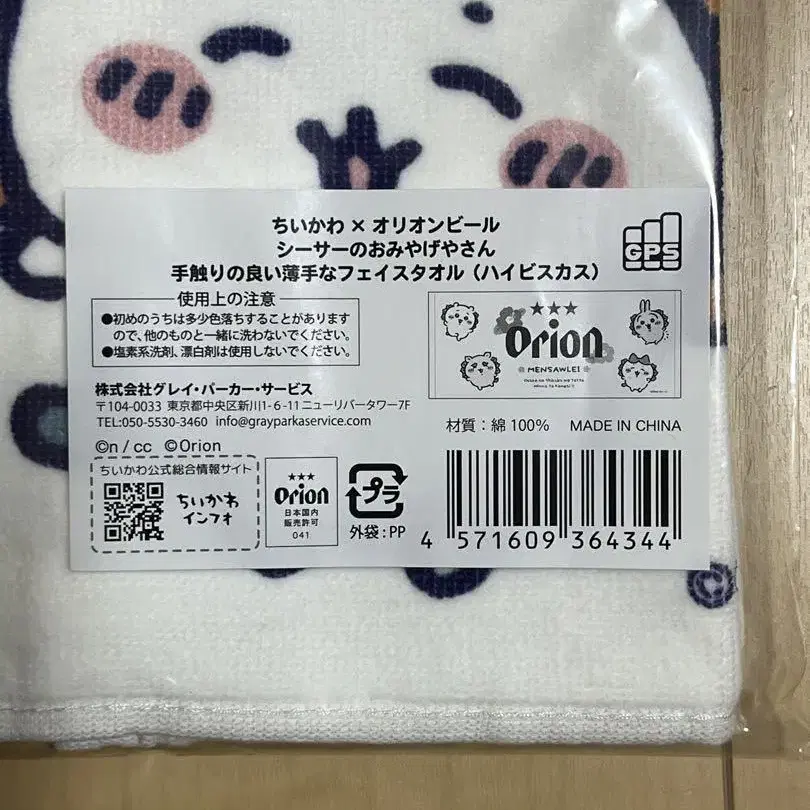 ちいかわ × オリオンビール
シーサーのおみやげやさん
手触りの良い薄手なフェイスタオル（ハイビスカス）
GPS
使用上の注意
●初めのうちは多少色落ちすることがあります
ので、他のものと一緒に洗わないでください。
●塩素系洗剤、漂白剤は使用しないでください。
★★★
Orion
MENSAWLEI
株式会社グレイ・パーカー・サービス
〒104-0033 東京都中央区新川1-6-11ニューリバータワー7F
TEL:050-5530-3460 info@grayparkaservice.com
材質：綿100% MADE IN CHINA
©n / cc ©Orion
ちいかわ公式総合情報サイト
ちいかわ
インフォ
★★★
Orion
日本国内
販売許可
041
プラ
外袋：PP
4 571609 364344